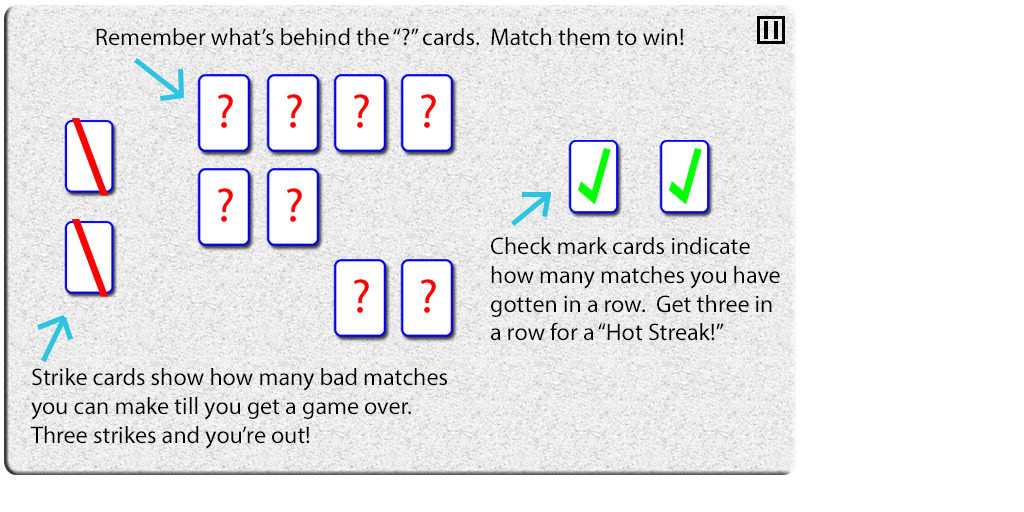 Remember what's behind the “?” cards.  Match them to win!
? ? ? ?
? ?
? ?
Check mark cards indicate
how many matches you have
gotten in a row.  Get three in
a row for a “Hot Streak!”
Strike cards show how many bad matches
you can make till you get a game over.
Three strikes and you're out!